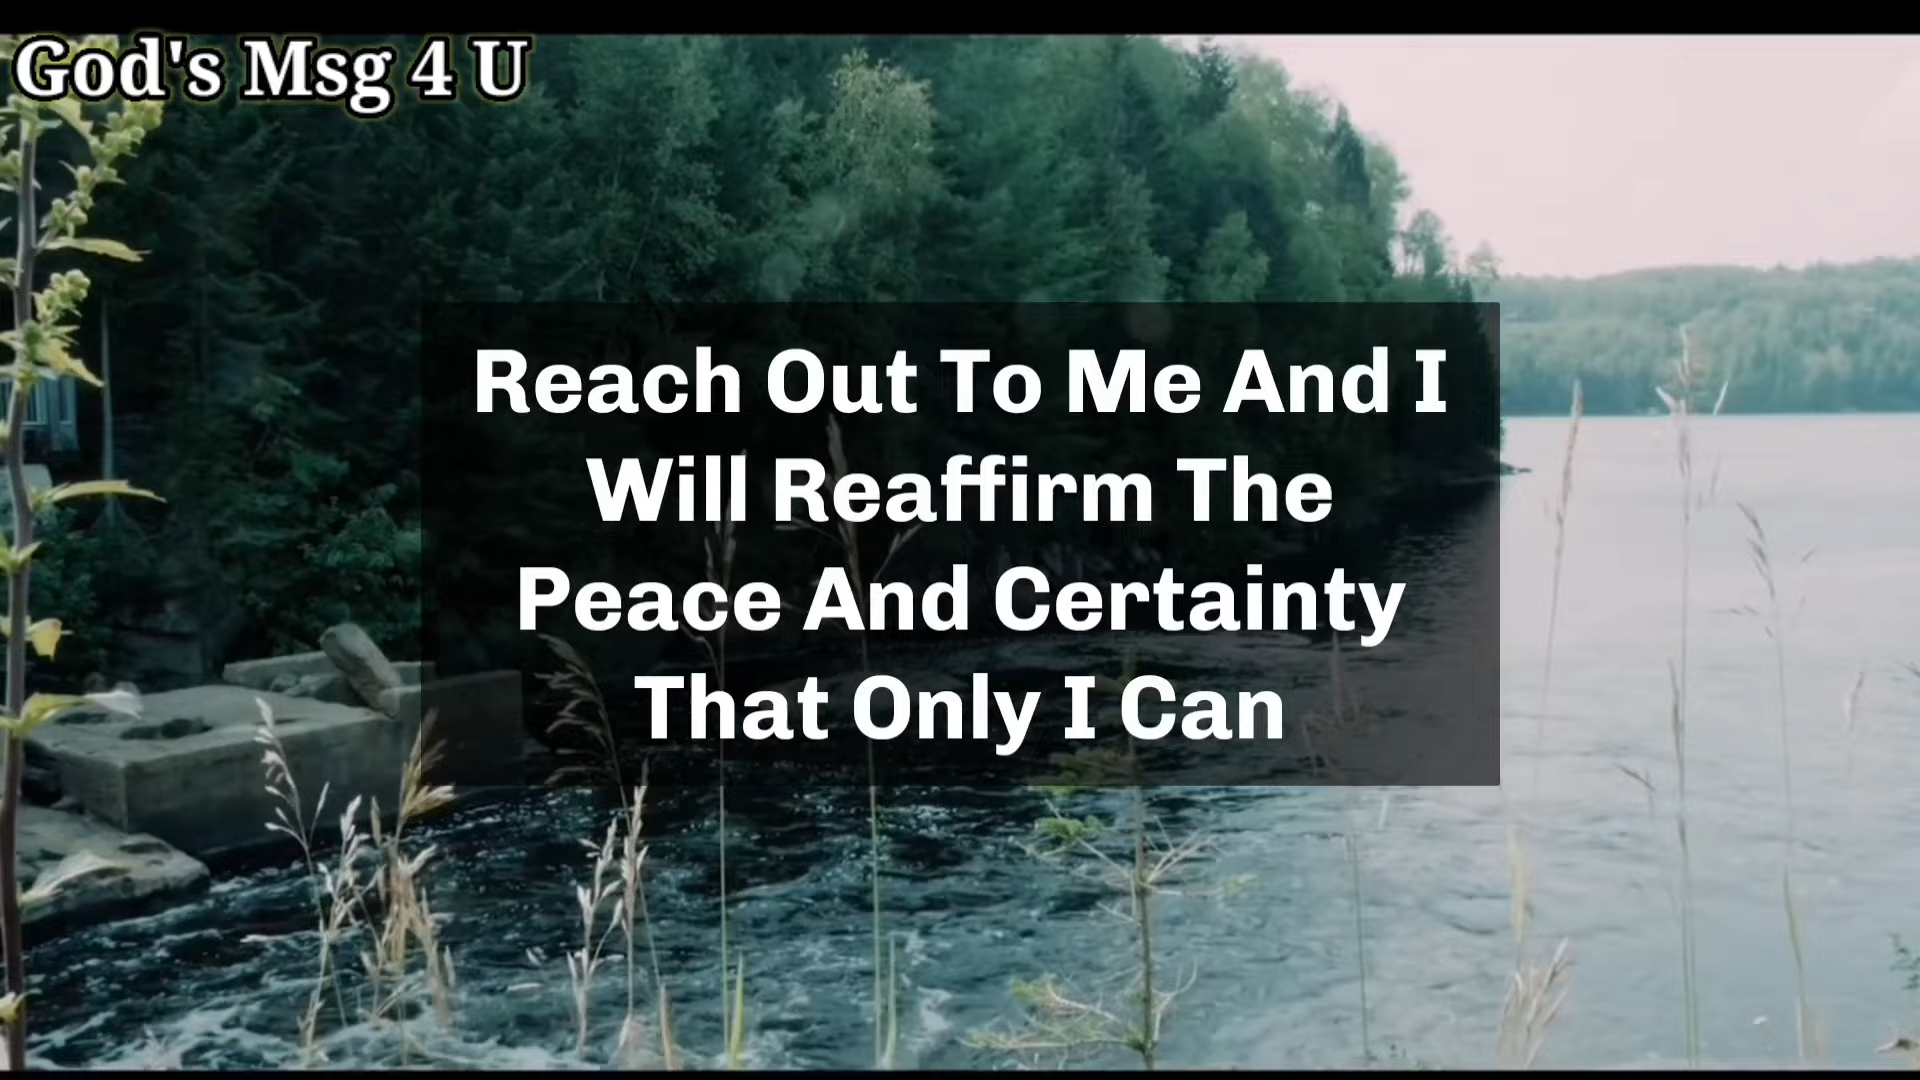 God's Msg 4 U
Reach Out To Me And I
Will Reaffirm The
Peace And Certainty
That Only I Can